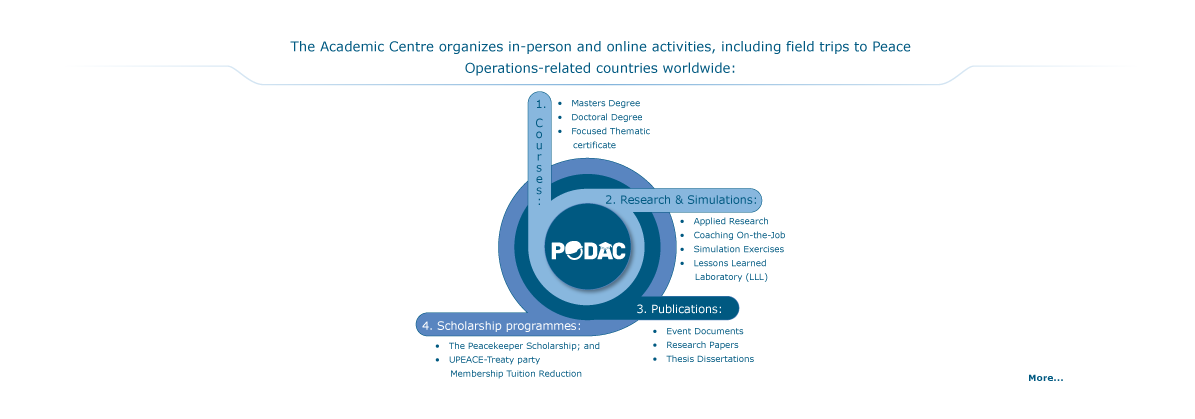 The Academic Centre organizes in-person and online activities, including field trips to Peace
Operations-related countries worldwide:
1. Courses:
• Masters Degree
• Doctoral Degree
• Focused Thematic
certificate
2. Research & Simulations:
• Applied Research
• Coaching On-the-Job
• Simulation Exercises
• Lessons Learned
Laboratory (LLL)
PODAC
3. Publications:
• Event Documents
• Research Papers
• Thesis Dissertations
4. Scholarship programmes:
• The Peacekeeper Scholarship; and
• UPEACE-Treaty party
Membership Tuition Reduction
More...